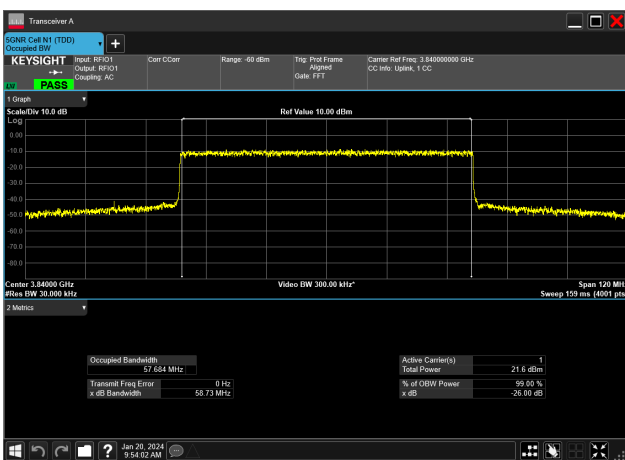 Transceiver A
5GNR Cell N1 (TDD)
Occupied BW
KEYSIGHT
PASS
Input: RFIO1
Output: RFIO1
Coupling: AC
Corr CCorr
Range: -60 dBm
Trig: Prot Frame
Aligned
Gate: FFT
Carrier Ref Freq: 3.840000000 GHz
CC Info: Uplink, 1 CC
1 Graph
Scale/Div 10.0 dB
Ref Value 10.00 dBm
Log
0.00
-10.0
-20.0
-30.0
-40.0
-50.0
-60.0
-70.0
-80.0
Center 3.84000 GHz
Video BW 300.00 kHz*
Span 120 MH
#Res BW 30.000 kHz
Sweep 159 ms (4001 pts
2 Metrics
Occupied Bandwidth
57.684 MHz
Active Carrier(s) 1
Total Power 21.6 dBm
Transmit Freq Error 0 Hz
x dB Bandwidth 58.73 MHz
% of OBW Power 99.00 %
x dB -26.00 dB
?
Jan 20, 2024
9:54:02 AM